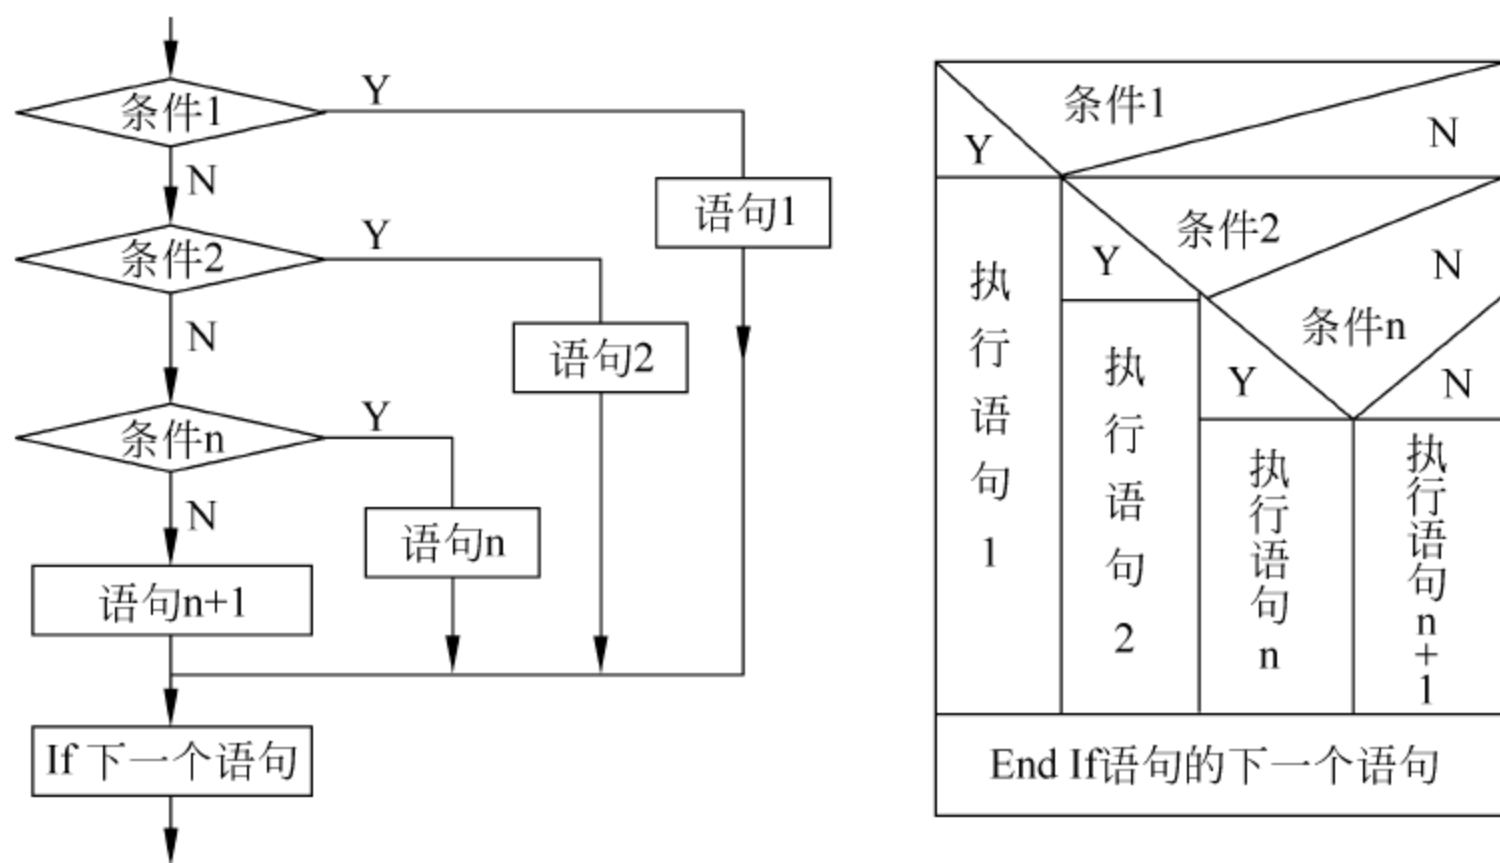 条件1
Y
N
语句1
条件2
Y
N
语句2
条件n
Y
N
语句n
语句n+1
If 下一个语句
条件1
Y
N
条件2
Y
N
条件n
Y
N
执行语句1
执行语句2
执行语句n
执行语句n+1
End If语句的下一个语句